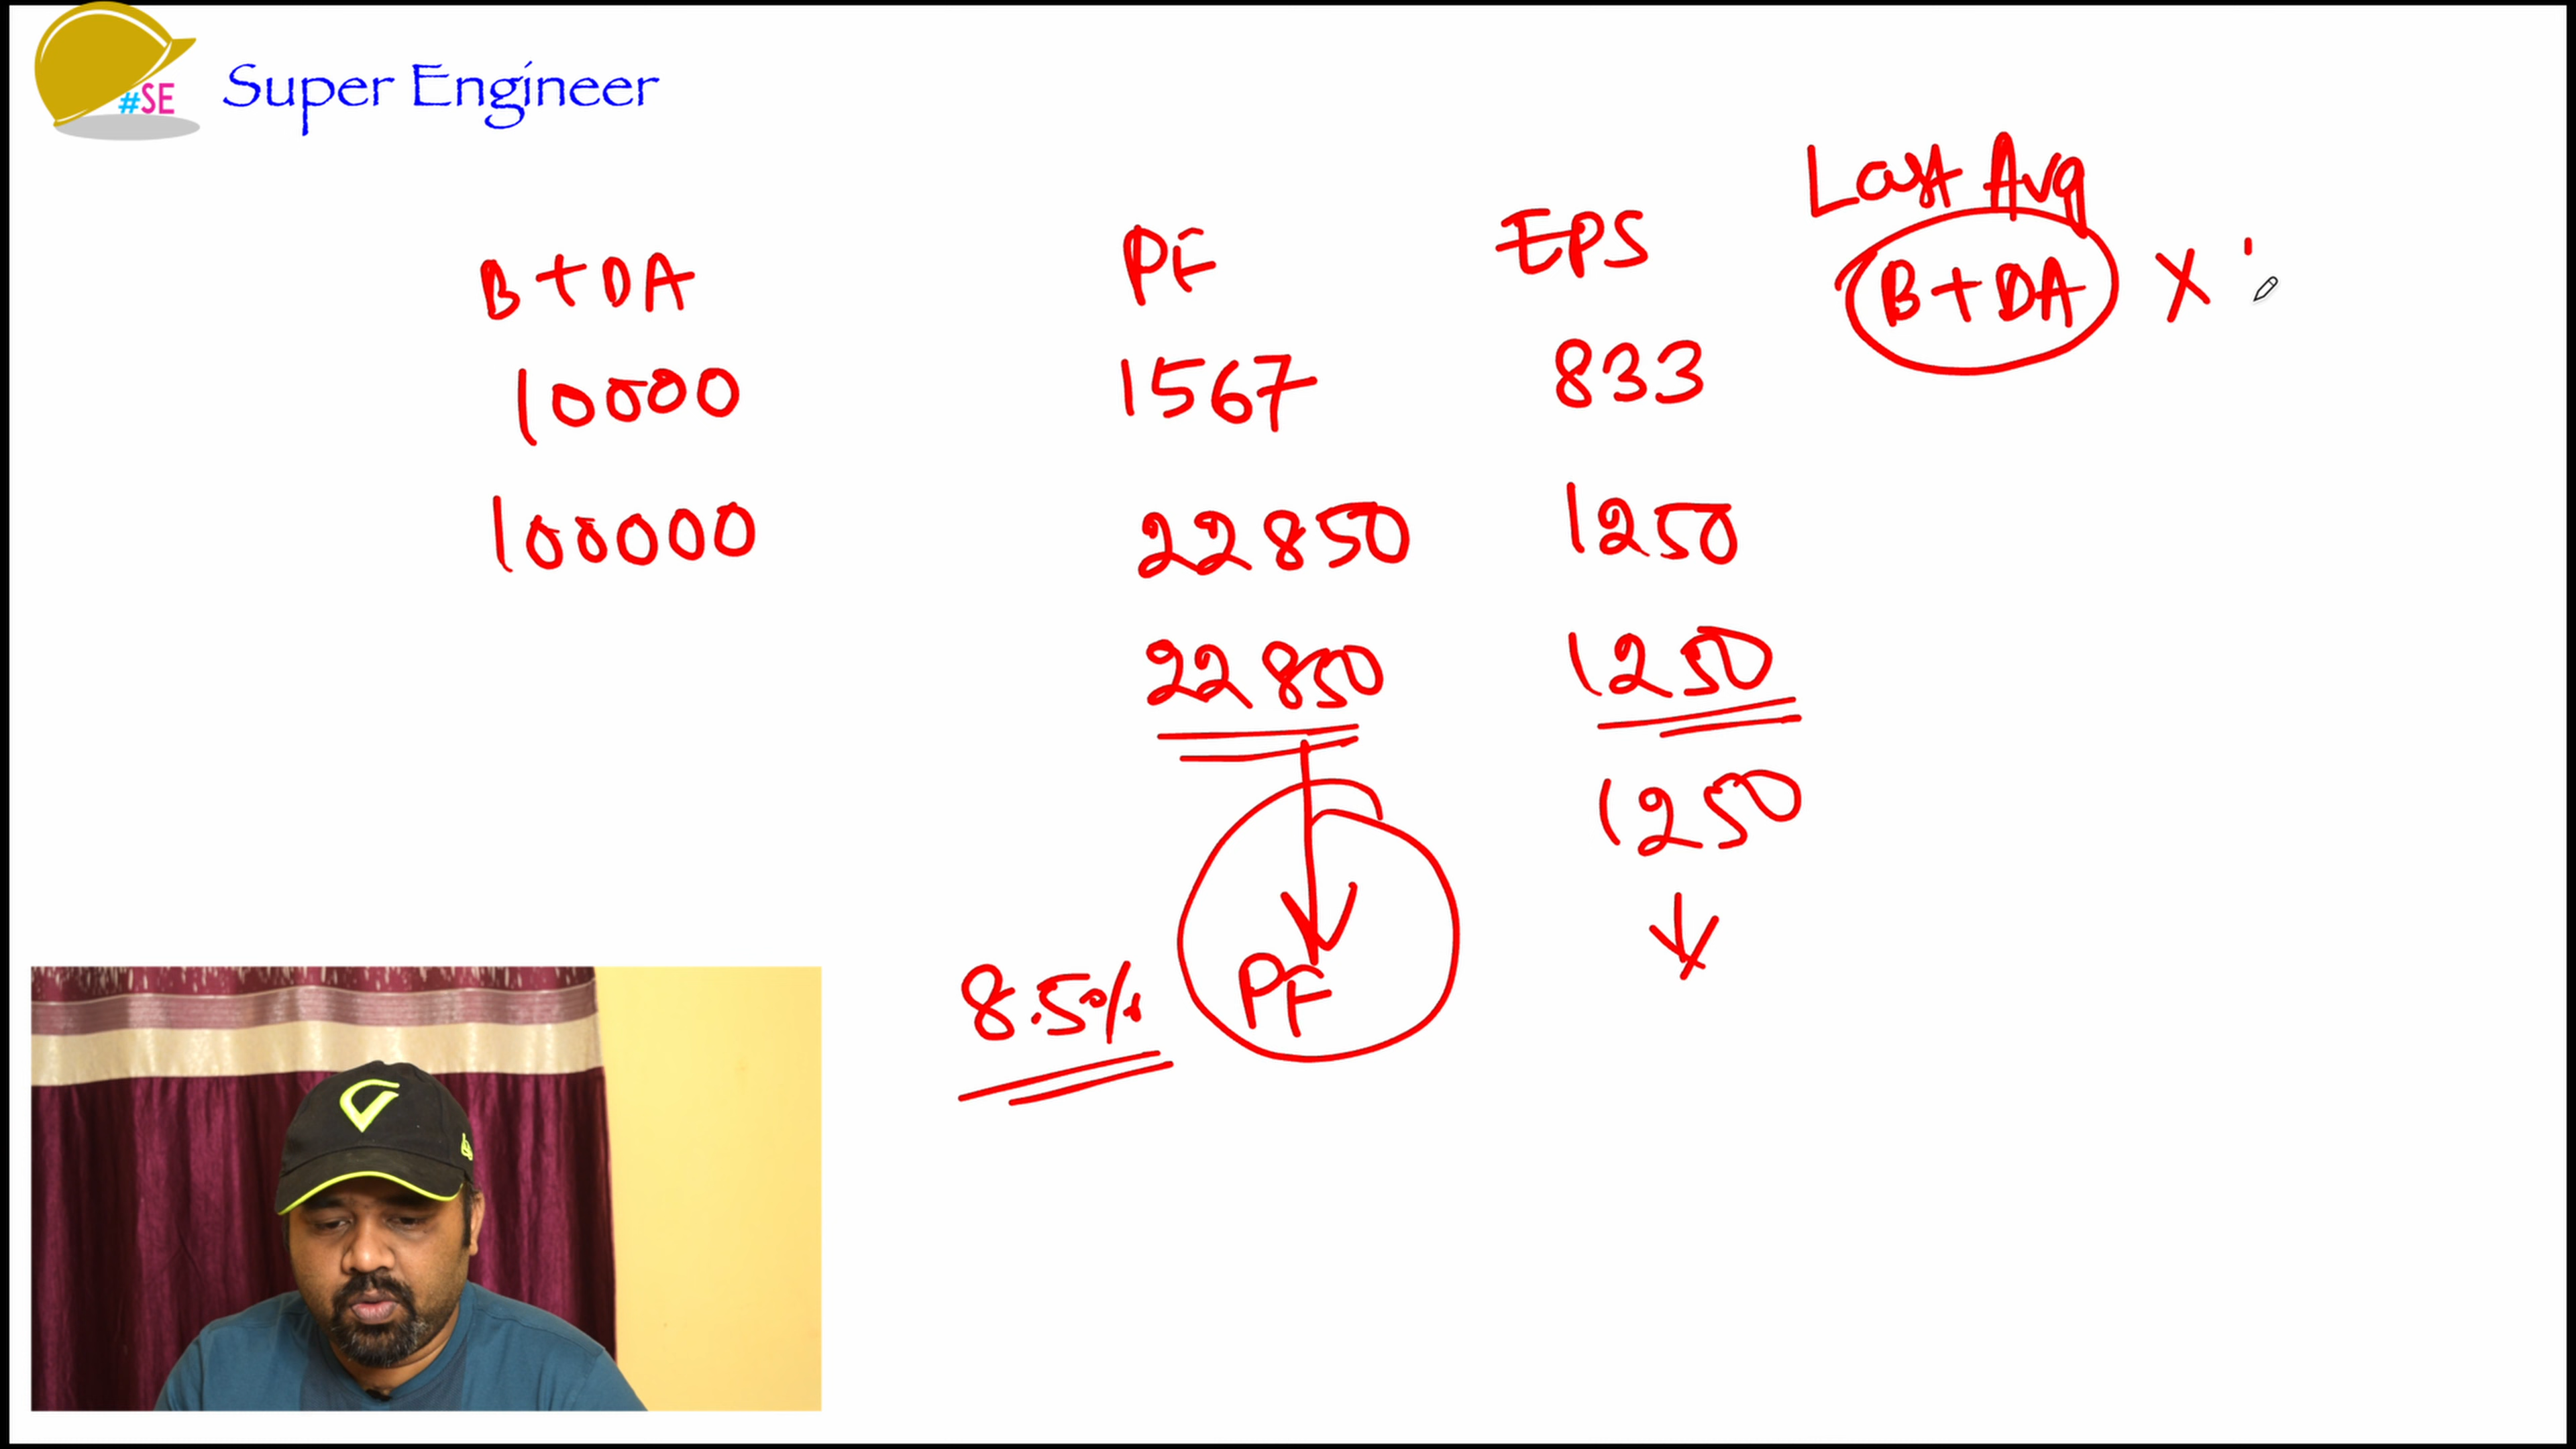 #SE
Super Engineer
Last Avg
B+DA PF EPS B+DA X
10000 1567 833
100000 22850 1250
22850 1250
1250
8.5% PF